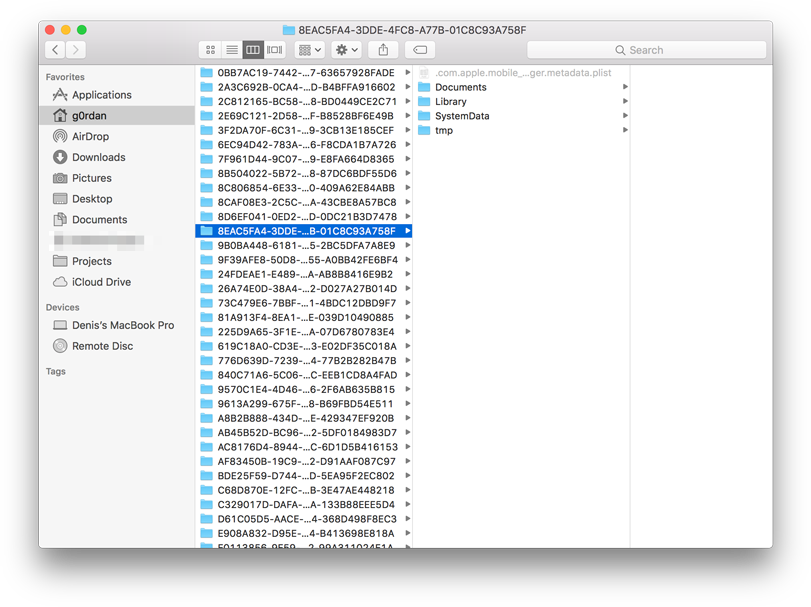 8EAC5FA4-3DDE-4FC8-A77B-01C8C93A758F
Search
Favorites
Applications
g0rdan
AirDrop
Downloads
Pictures
Desktop
Documents
Projects
iCloud Drive
Devices
Denis's MacBook Pro
Remote Disc
Tags
0BB7AC19-7442-...7-63657928FADE
2A3C692B-0CA4-...D-B4BFFA916602
2C812165-BC58-...8-BD0449CE2C71
2E69C121-2D58-...F-B8528BF6E49B
3F2DA70F-6C31-...9-3CB13E185CEF
6EC94D42-783A-...6-F8CDA1B7A726
7F961D44-9C07-...9-E8FA664D8365
8B504022-5B72-...8-87DC6BDF55D6
8C806854-6E33-...0-409A62E84ABB
8CAF08E3-2C5C-...A-43CBE8A57BC8
8D6EF041-0ED2-...D-0DC21B3D7478
8EAC5FA4-3DDE-...B-01C8C93A758F
9B0BA448-6181-...5-2BC5DFA7A8E9
9F39AFE8-50D8-...55-A0BB42FE6BF4
24FDEAE1-E489-...A-AB8B8416E9B2
26A74E0D-38A4-...2-D027A27B014D
73C479E6-7BBF-...1-4BDC12DBD9F7
81A913F4-8EA1-...E-039D10490885
225D9A65-3F1E-...A-07D6780783E4
619C18A0-CD3E-...3-E02DF35C018A
776D639D-7239-...4-77B2B282B47B
840C71A6-5C06-...C-EEB1CD8A4FAD
9570C1E4-4D46-...6-2F6AB635B815
9613A299-675F-...8-B69FBD54E511
A8B2B888-434D-...E-429347EF920B
AB45B52D-BC96-...2-5DF0184983D7
AC8176D4-8944-...C-6D1D5B416153
AF83450B-19C9-...2-D91AAF087C97
BDE25F59-D744-...D-5EA95F2EC802
C68D870E-12FC-...B-3E47AE448218
C329017D-DAFA-...A-133B88EEE5D4
D61C05D5-AACE-...4-368D498F8EC3
E908A832-D95E-...4-B413698E818A
.com.apple.mobile_...ger.metadata.plist
Documents
Library
SystemData
tmp